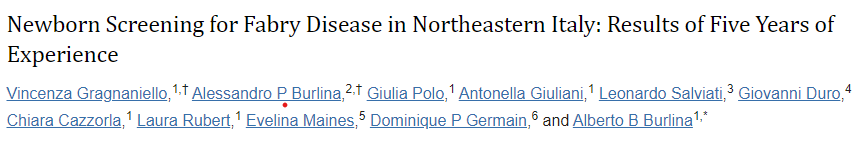 Newborn Screening for Fabry Disease in Northeastern Italy: Results of Five Years of
Experience
Vincenza Gragnaniello,1,† Alessandro P Burlina,2,† Giulia Polo,1 Antonella Giuliani,1 Leonardo Salviati,3 Giovanni Duro,4
Chiara Cazzorla,1 Laura Rubert,1 Evelina Maines,5 Dominique P Germain,6 and Alberto B Burlina1,*